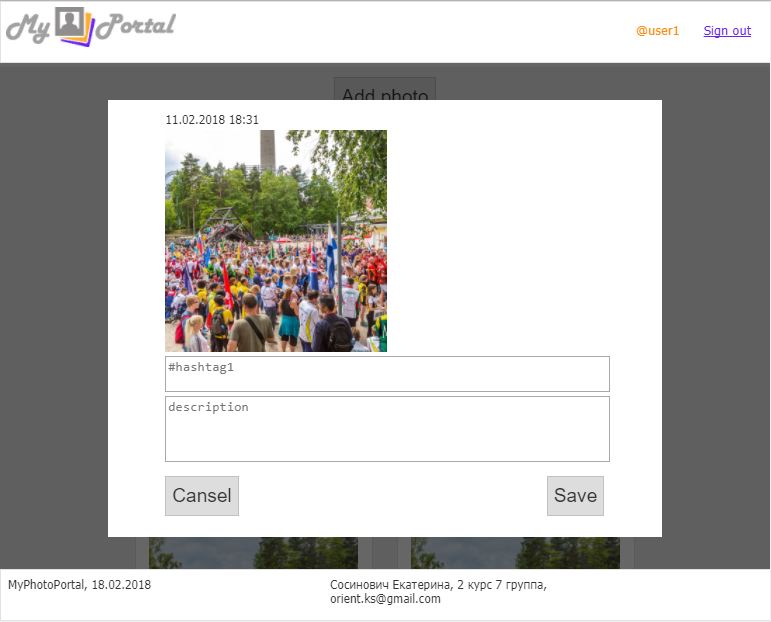 My Portal
@user1
Sign out
Add photo
11.02.2018 18:31
#hashtag1
description
Cansel
Save
MyPhotoPortal, 18.02.2018
Сосинович Екатерина, 2 курс 7 группа,
orient.ks@gmail.com